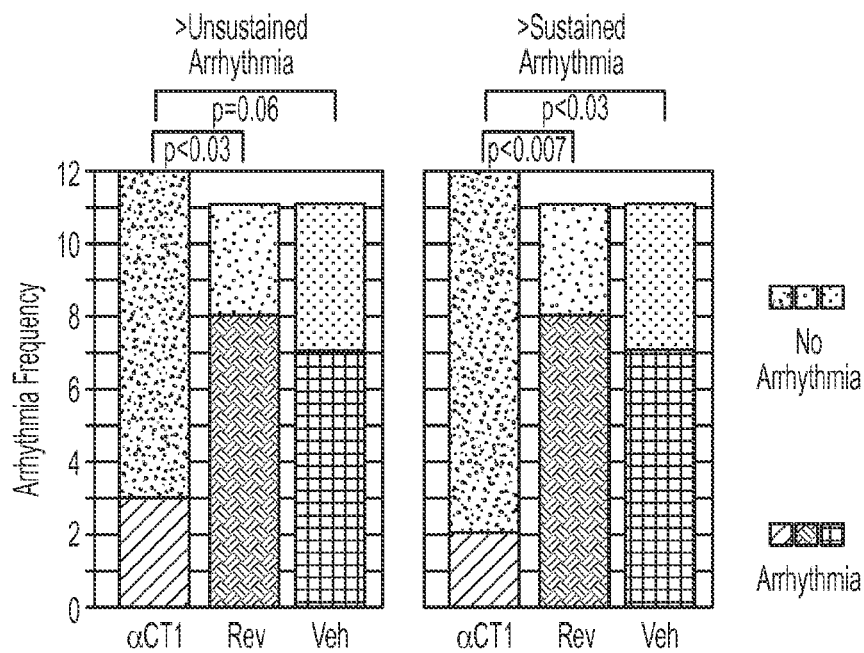 >Unsustained
Arrhythmia
p=0.06
p<0.03
>Sustained
Arrhythmia
p<0.03
p<0.007
Arrhythmia Frequency
12
10
8
6
4
2
0
αCT1 Rev Veh
αCT1 Rev Veh
No
Arrhythmia
Arrhythmia